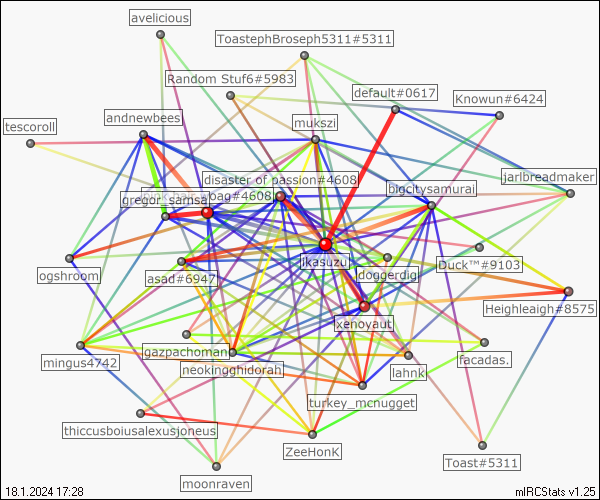 avelicious
ToastephBroseph5311#5311
Random Stuf6#5983
default#0617
Knowun#6424
andnewbees
mukszi
tescoroll
disaster of passion#4608
jarlbreadmaker
bag#4608
bigcitysamurai
gregor_samsa
jkasuzuj
doggerdigj
Duck™#9103
ogshroom
asad#6947
Heighleaigh#8575
xenoyaut
gazpachoman
mingus4742
neokingghidorah
lahnk
facadas.
turkey_mcnugget
thiccusboiusalexusjoneus
ZeeHonK
Toast#5311
moonraven
18.1.2024 17:28
mIRCStats v1.25